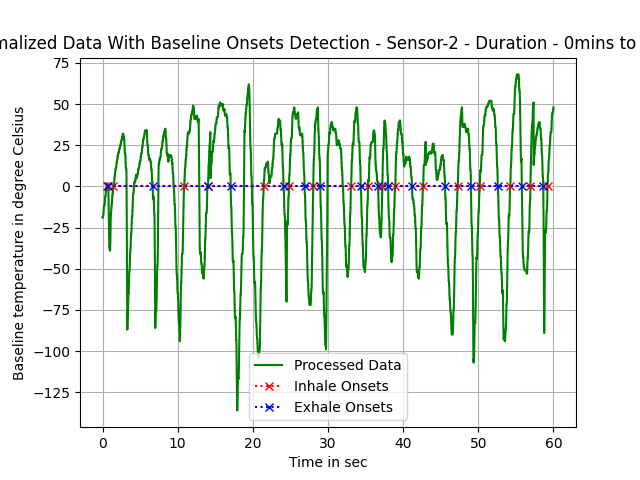 malized Data With Baseline Onsets Detection - Sensor-2 - Duration - 0mins to
Baseline temperature in degree Celsius
75
50
25
0
−25
−50
−75
−100
−125
Processed Data
Inhale Onsets
Exhale Onsets
0 10 20 30 40 50 60
Time in sec